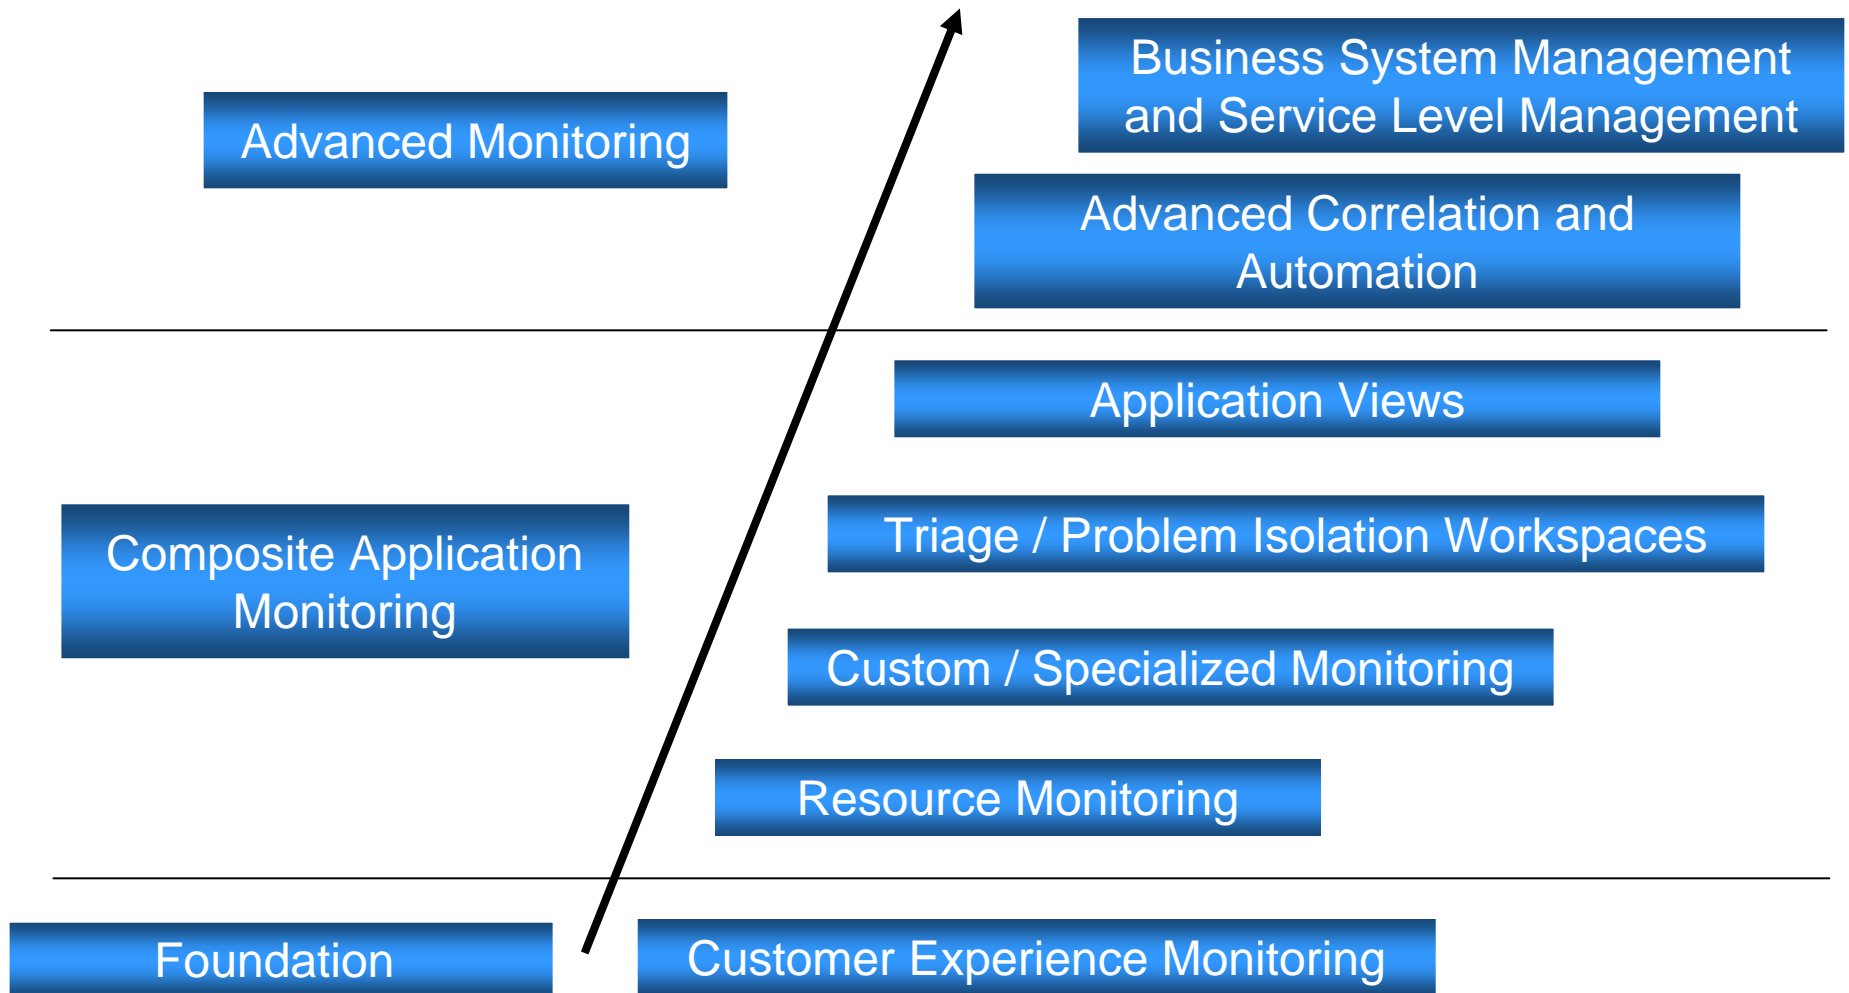 Business System Management
and Service Level Management
Advanced Monitoring
Advanced Correlation and
Automation
Application Views
Composite Application
Monitoring
Triage / Problem Isolation Workspaces
Custom / Specialized Monitoring
Resource Monitoring
Foundation
Customer Experience Monitoring